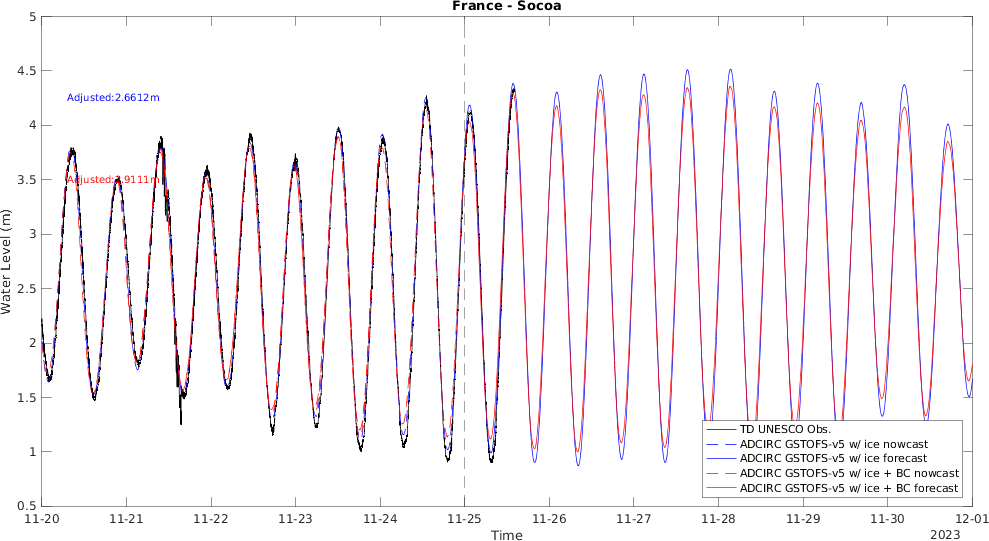 France - Socoa
5
4.5
4
3.5
3
2.5
2
1.5
1
0.5
Water Level (m)
Adjusted:2.6612m
TD UNESCO Obs.
ADCIRC GSTOFS-v5 w/ ice nowcast
ADCIRC GSTOFS-v5 w/ ice forecast
ADCIRC GSTOFS-v5 w/ ice + BC nowcast
ADCIRC GSTOFS-v5 w/ ice + BC forecast
11-20 11-21 11-22 11-23 11-24 11-25 11-26 11-27 11-28 11-29 11-30 12-01
Time
2023